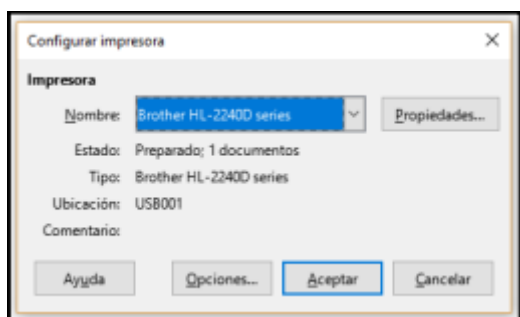 Configurar impresora
Impresora
Nombre: Brother HL-2240D series Propiedades...
Estado: Preparado; 1 documentos
Tipo: Brother HL-2240D series
Ubicación: USB001
Comentario:
Ayuda Opciones... Aceptar Cancelar